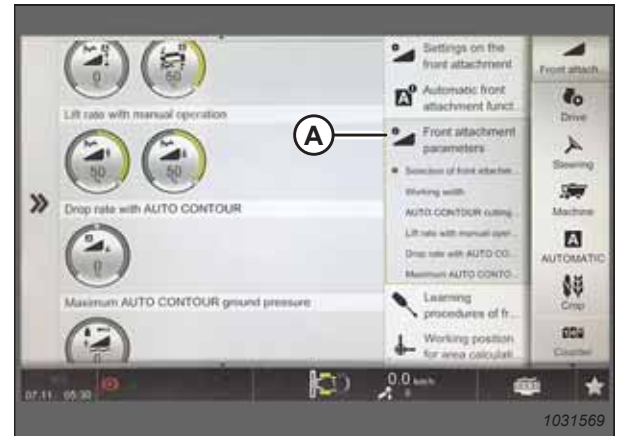 0
50
Lift rate with manual operation
50
50
Drop rate with AUTO CONTOUR
0
Maximum AUTO CONTOUR ground pressure
A
Settings on the
front attachment
Automatic front
attachment funct...
Front attachment
parameters
Selection of front attachm...
Working width
AUTO CONTOUR cutting...
Lift rate with manual oper...
Drop rate with AUTO CO...
Maximum AUTO CONTO...
Learning
procedures of fr...
Working position
for area calculati...
Front attach...
Drive
Steering
Machine
A
AUTOMATIC
Crop
Counter
07.11. 05:30
0.0 km/h
1031569